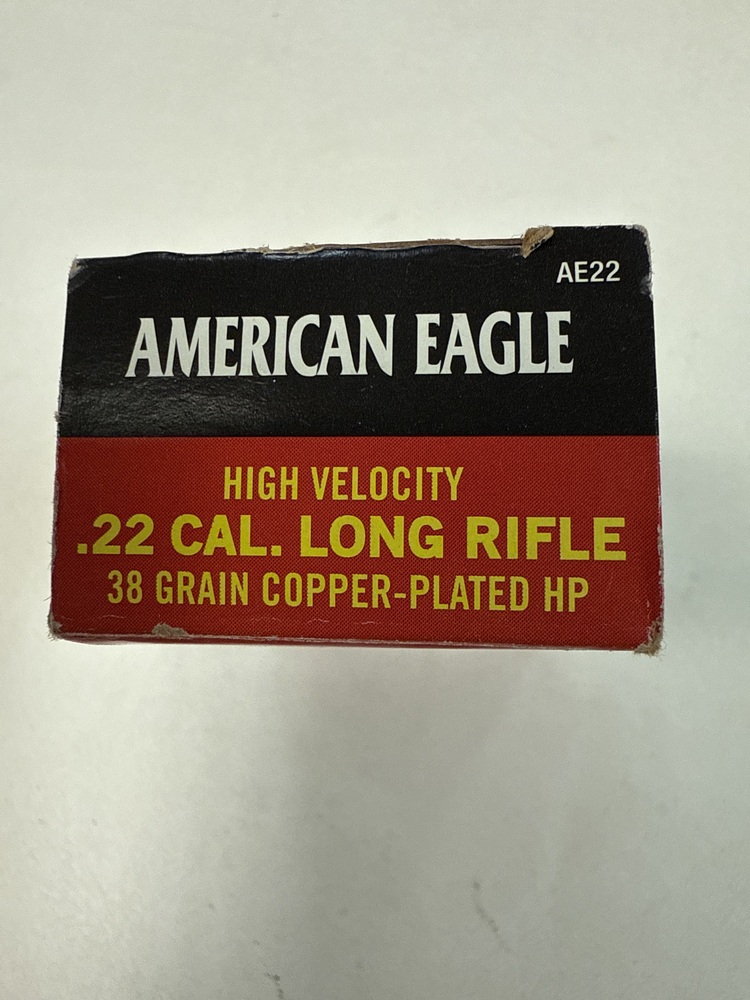 AE22
AMERICAN EAGLE
HIGH VELOCITY
.22 CAL. LONG RIFLE
38 GRAIN COPPER-PLATED HP